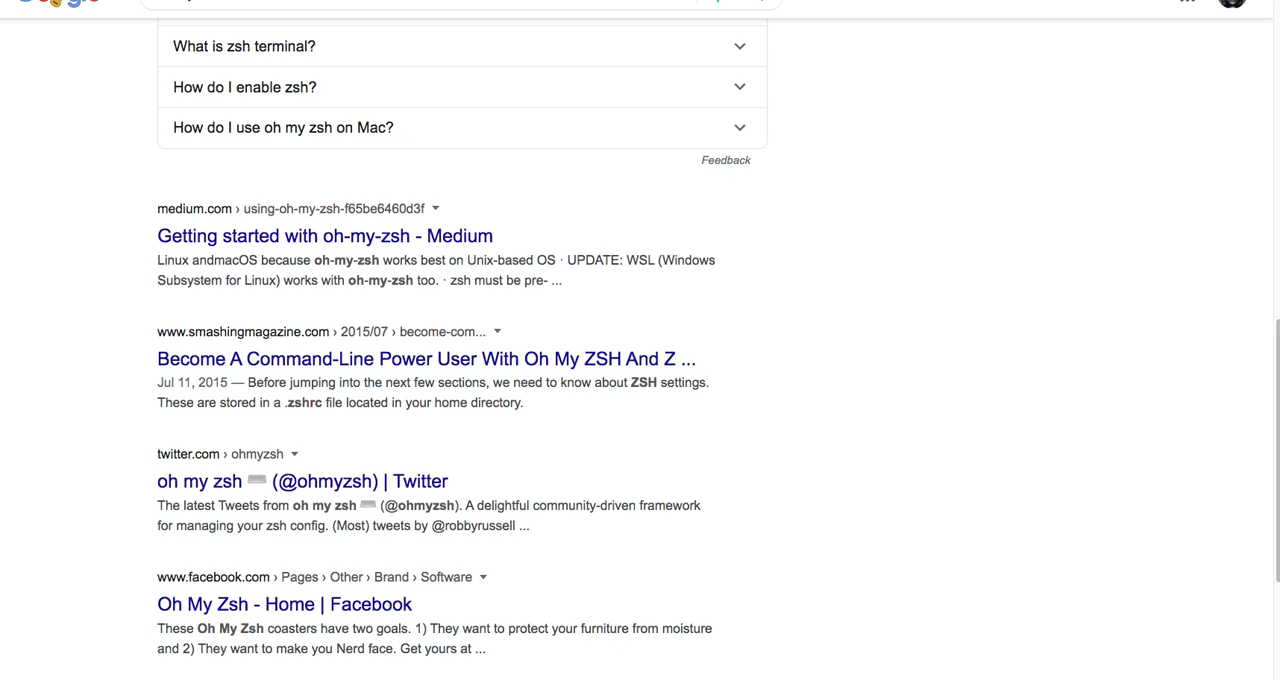 What is zsh terminal?
How do I enable zsh?
How do I use oh my zsh on Mac?
Feedback
medium.com › using-oh-my-zsh-f65be6460d3f
Getting started with oh-my-zsh - Medium
Linux andmacOS because oh-my-zsh works best on Unix-based OS · UPDATE: WSL (Windows
Subsystem for Linux) works with oh-my-zsh too. · zsh must be pre- ...
www.smashingmagazine.com › 2015/07 › become-com...
Become A Command-Line Power User With Oh My ZSH And Z ...
Jul 11, 2015 — Before jumping into the next few sections, we need to know about ZSH settings.
These are stored in a .zshrc file located in your home directory.
twitter.com › ohmyzsh
oh my zsh ⌨️ (@ohmyzsh) | Twitter
The latest Tweets from oh my zsh ⌨️ (@ohmyzsh). A delightful community-driven framework
for managing your zsh config. (Most) tweets by @robbyrussell ...
www.facebook.com › Pages › Other › Brand › Software
Oh My Zsh - Home | Facebook
These Oh My Zsh coasters have two goals. 1) They want to protect your furniture from moisture
and 2) They want to make you Nerd face. Get yours at ...